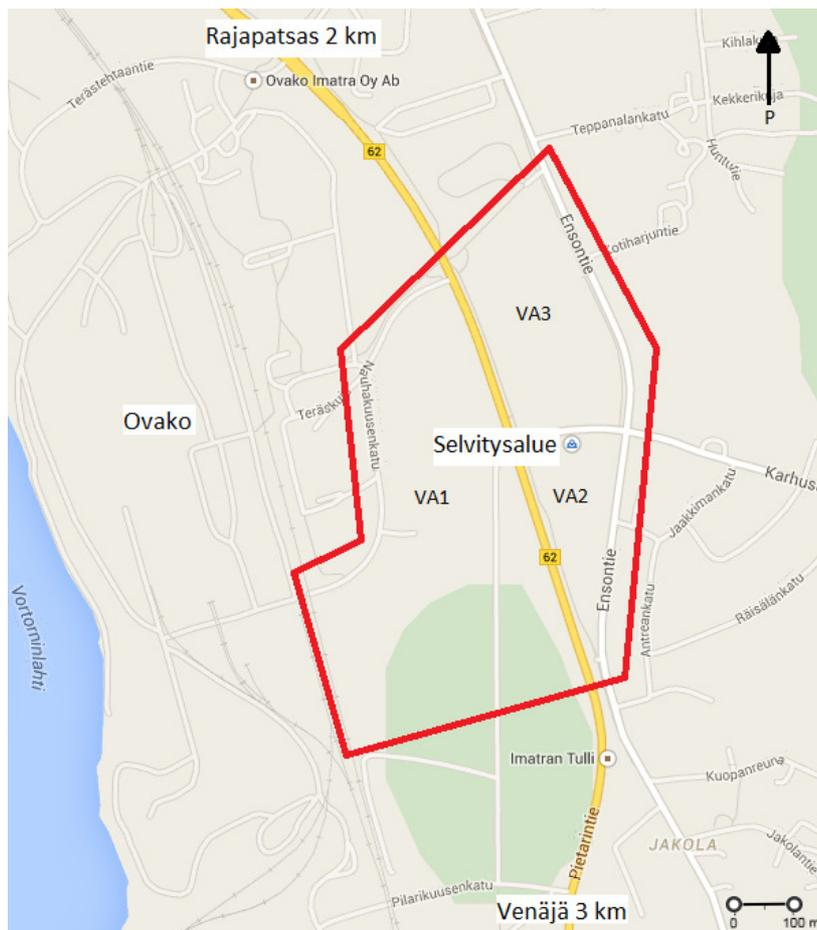 Rajapatsas 2 km
Kihlak
Terästehtaantie
Ovako Imatra Oy Ab
Kekkerikuja
P
Teppanalankatu
62
Huntutie
Ensontie
Kotiharjuntie
VA3
Nauhakuusenkatu
Teräskuja
Ovako
Selvitysalue
Karhus
VA1
VA2
Jaakkimankatu
62
Ensontie
Vortorninlahti
Antreankatu
Räisälänkatu
Imatran Tulli
Kuopanreuna
Pietarintie
JAKOLA
Jakolantie
Pilarikuusenkatu
Venäjä 3 km
0 100 m